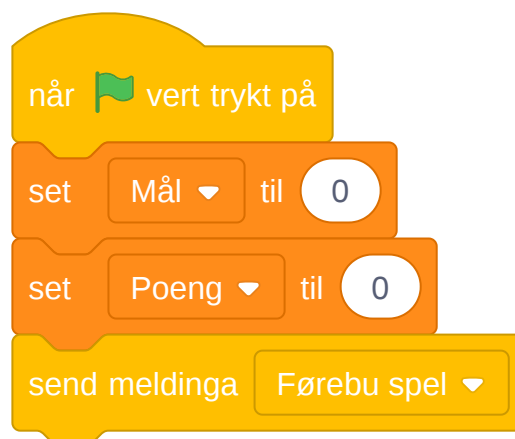 når vert trykt på
set Mål til 0
set Poeng til 0
send meldinga Førebu spel